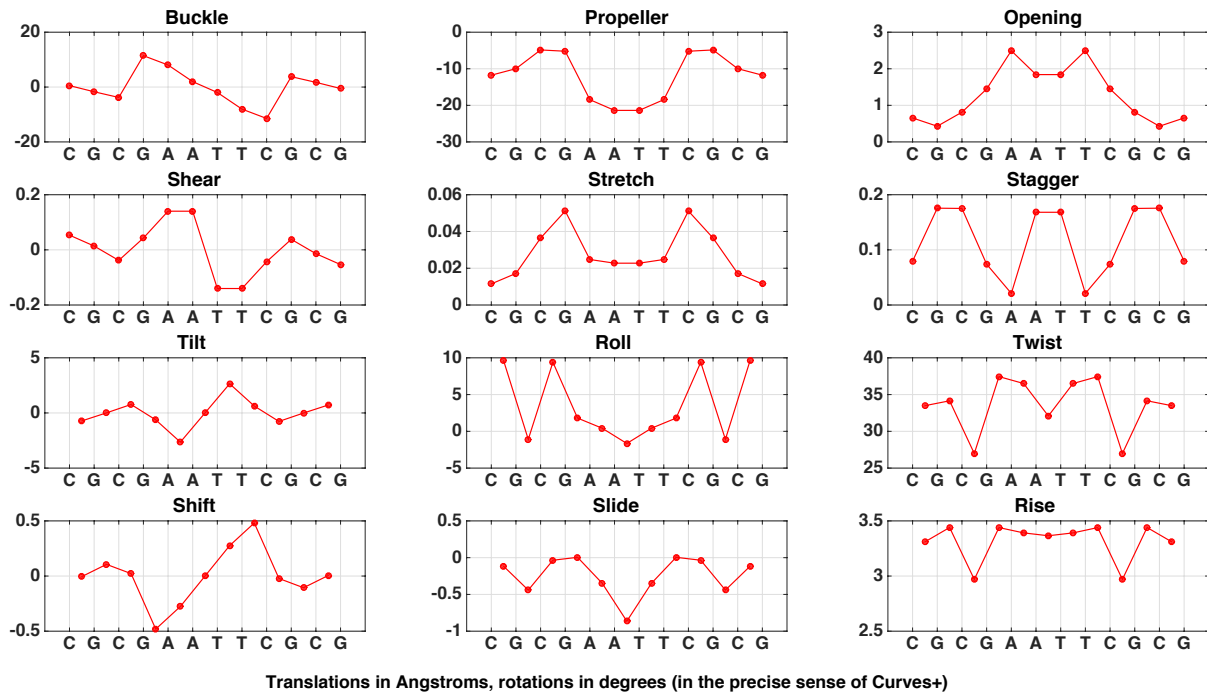 Buckle Propeller Opening
20 0 3
0 -10 2
-20 1
-20 -30 0
C G C G A A T T C G C G C G C G A A T T C G C G C G C G A A T T C G C G
Shear Stretch Stagger
0.2 0.06 0.2
0.04
0 0.1
0.02
-0.2 0 0
C G C G A A T T C G C G C G C G A A T T C G C G C G C G A A T T C G C G
Tilt Roll Twist
5 10 40
5 35
0
0 30
-5 -5 25
C G C G A A T T C G C G C G C G A A T T C G C G C G C G A A T T C G C G
Shift Slide Rise
0.5 0.5 3.5
0
0 3
-0.5
-0.5 -1 2.5
C G C G A A T T C G C G C G C G A A T T C G C G C G C G A A T T C G C G
Translations in Angstroms, rotations in degrees (in the precise sense of Curves+)